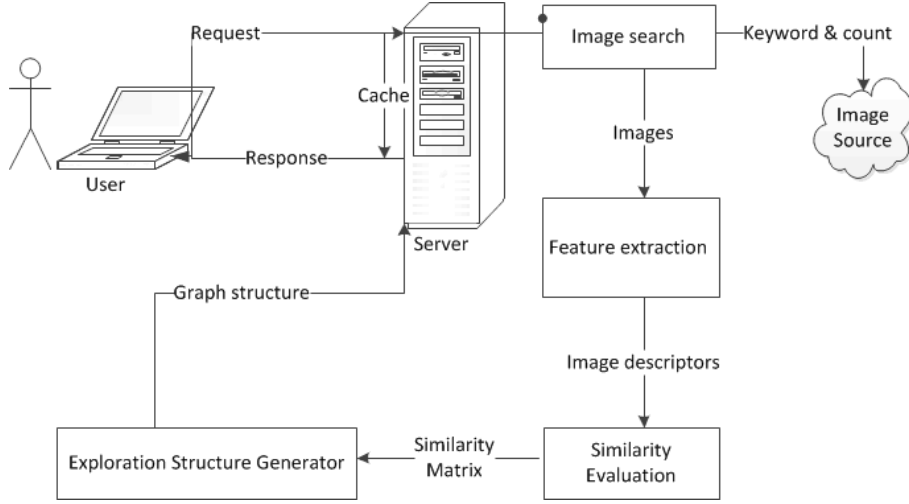 Request
Image search
Keyword & count
Cache
Image
Source
Images
Response
User
Server
Feature extraction
Graph structure
Image descriptors
Similarity
Matrix
Similarity
Evaluation
Exploration Structure Generator